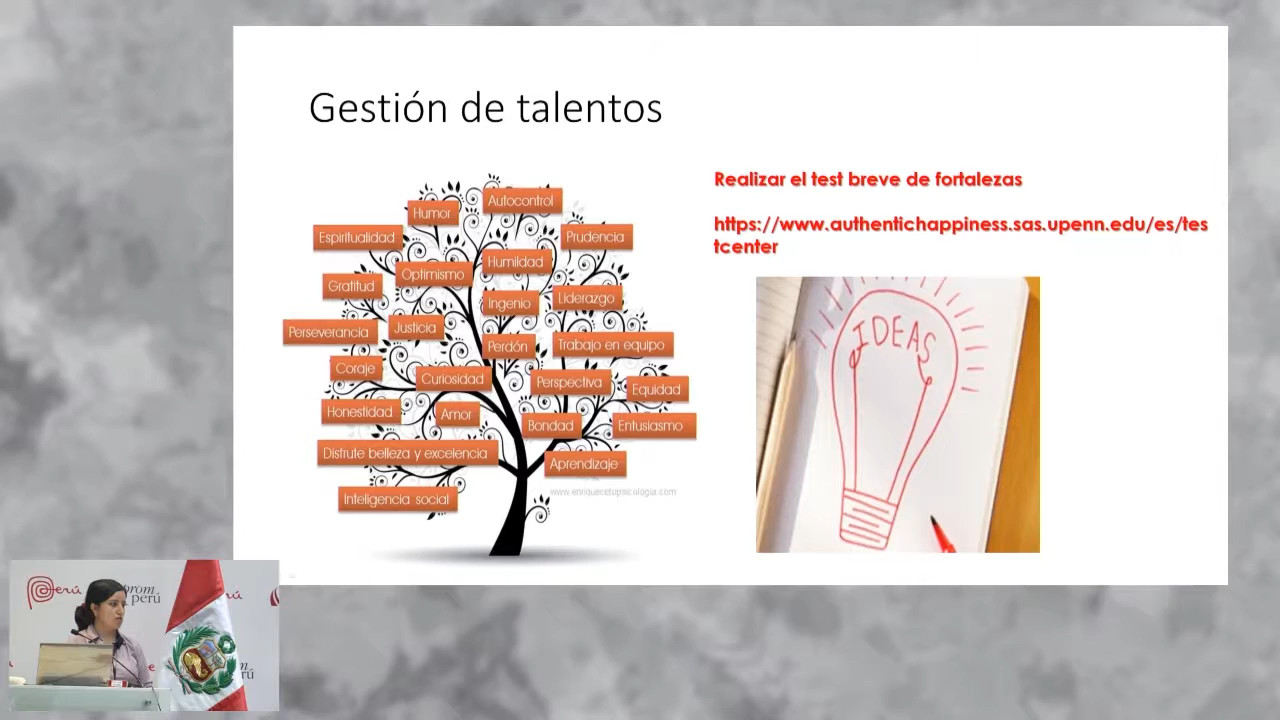 Gestión de talentos
Realizar el test breve de fortalezas
https://www.authentichappiness.sas.upenn.edu/es/tes
tcenter
Autocontrol
Humor
Espiritualidad
Prudencia
Humildad
Optimismo
Gratitud
Ingenio
Liderazgo
Perseverancia
Justicia
Perdón
Trabajo en equipo
Coraje
Curiosidad
Perspectiva
Equidad
Honestidad
Amor
Bondad
Entusiasmo
Disfrute belleza y excelencia
Aprendizaje
Inteligencia social
www.enriquecetupsicologia.com
IDEAS
Perú
prom
perú